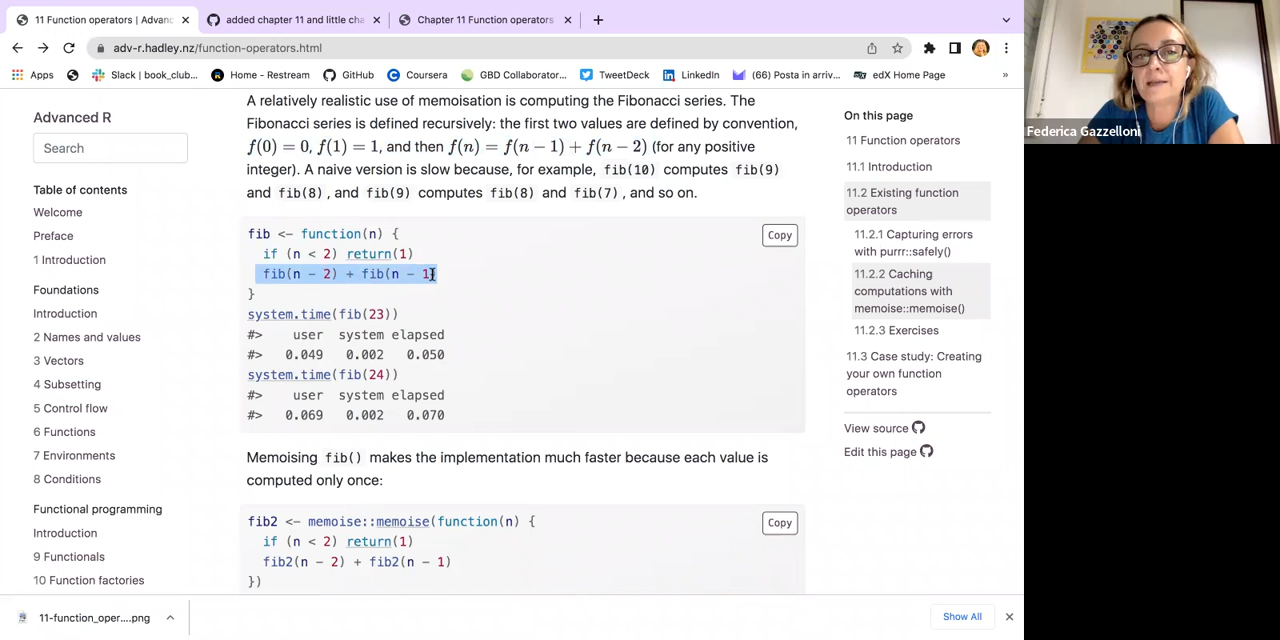 11 Function operators | Advanc
added chapter 11 and little cha
Chapter 11 Function operators
adv-r.hadley.nz/function-operators.html
Apps
Slack | book_club...
Home - Restream
GitHub
Coursera
GBD Collaborator...
TweetDeck
LinkedIn
(66) Posta in arriv...
edX Home Page
»
Advanced R
Search
Table of contents
Welcome
Preface
1 Introduction
Foundations
Introduction
2 Names and values
3 Vectors
4 Subsetting
5 Control flow
6 Functions
7 Environments
8 Conditions
Functional programming
Introduction
9 Functionals
10 Function factories
A relatively realistic use of memoisation is computing the Fibonacci series. The
Fibonacci series is defined recursively: the first two values are defined by convention,
f(0) = 0, f(1) = 1, and then f(n) = f(n − 1) + f(n − 2) (for any positive
integer). A naive version is slow because, for example, fib(10) computes fib(9)
and fib(8) , and fib(9) computes fib(8) and fib(7) , and so on.
Copy
fib <- function(n) {
if (n < 2) return(1)
fib(n - 2) + fib(n - 1)
}
system.time(fib(23))
#> user system elapsed
#> 0.049 0.002 0.050
system.time(fib(24))
#> user system elapsed
#> 0.069 0.002 0.070
Memoising fib() makes the implementation much faster because each value is
computed only once:
Copy
fib2 <- memoise::memoise(function(n) {
if (n < 2) return(1)
fib2(n - 2) + fib2(n - 1)
})
On this page
11 Function operators
11.1 Introduction
11.2 Existing function
operators
11.2.1 Capturing errors
with purrr::safely()
11.2.2 Caching
computations with
memoise::memoise()
11.2.3 Exercises
11.3 Case study: Creating
your own function
operators
View source
Edit this page
Federica Gazzelloni
11-function_oper....png
Show All